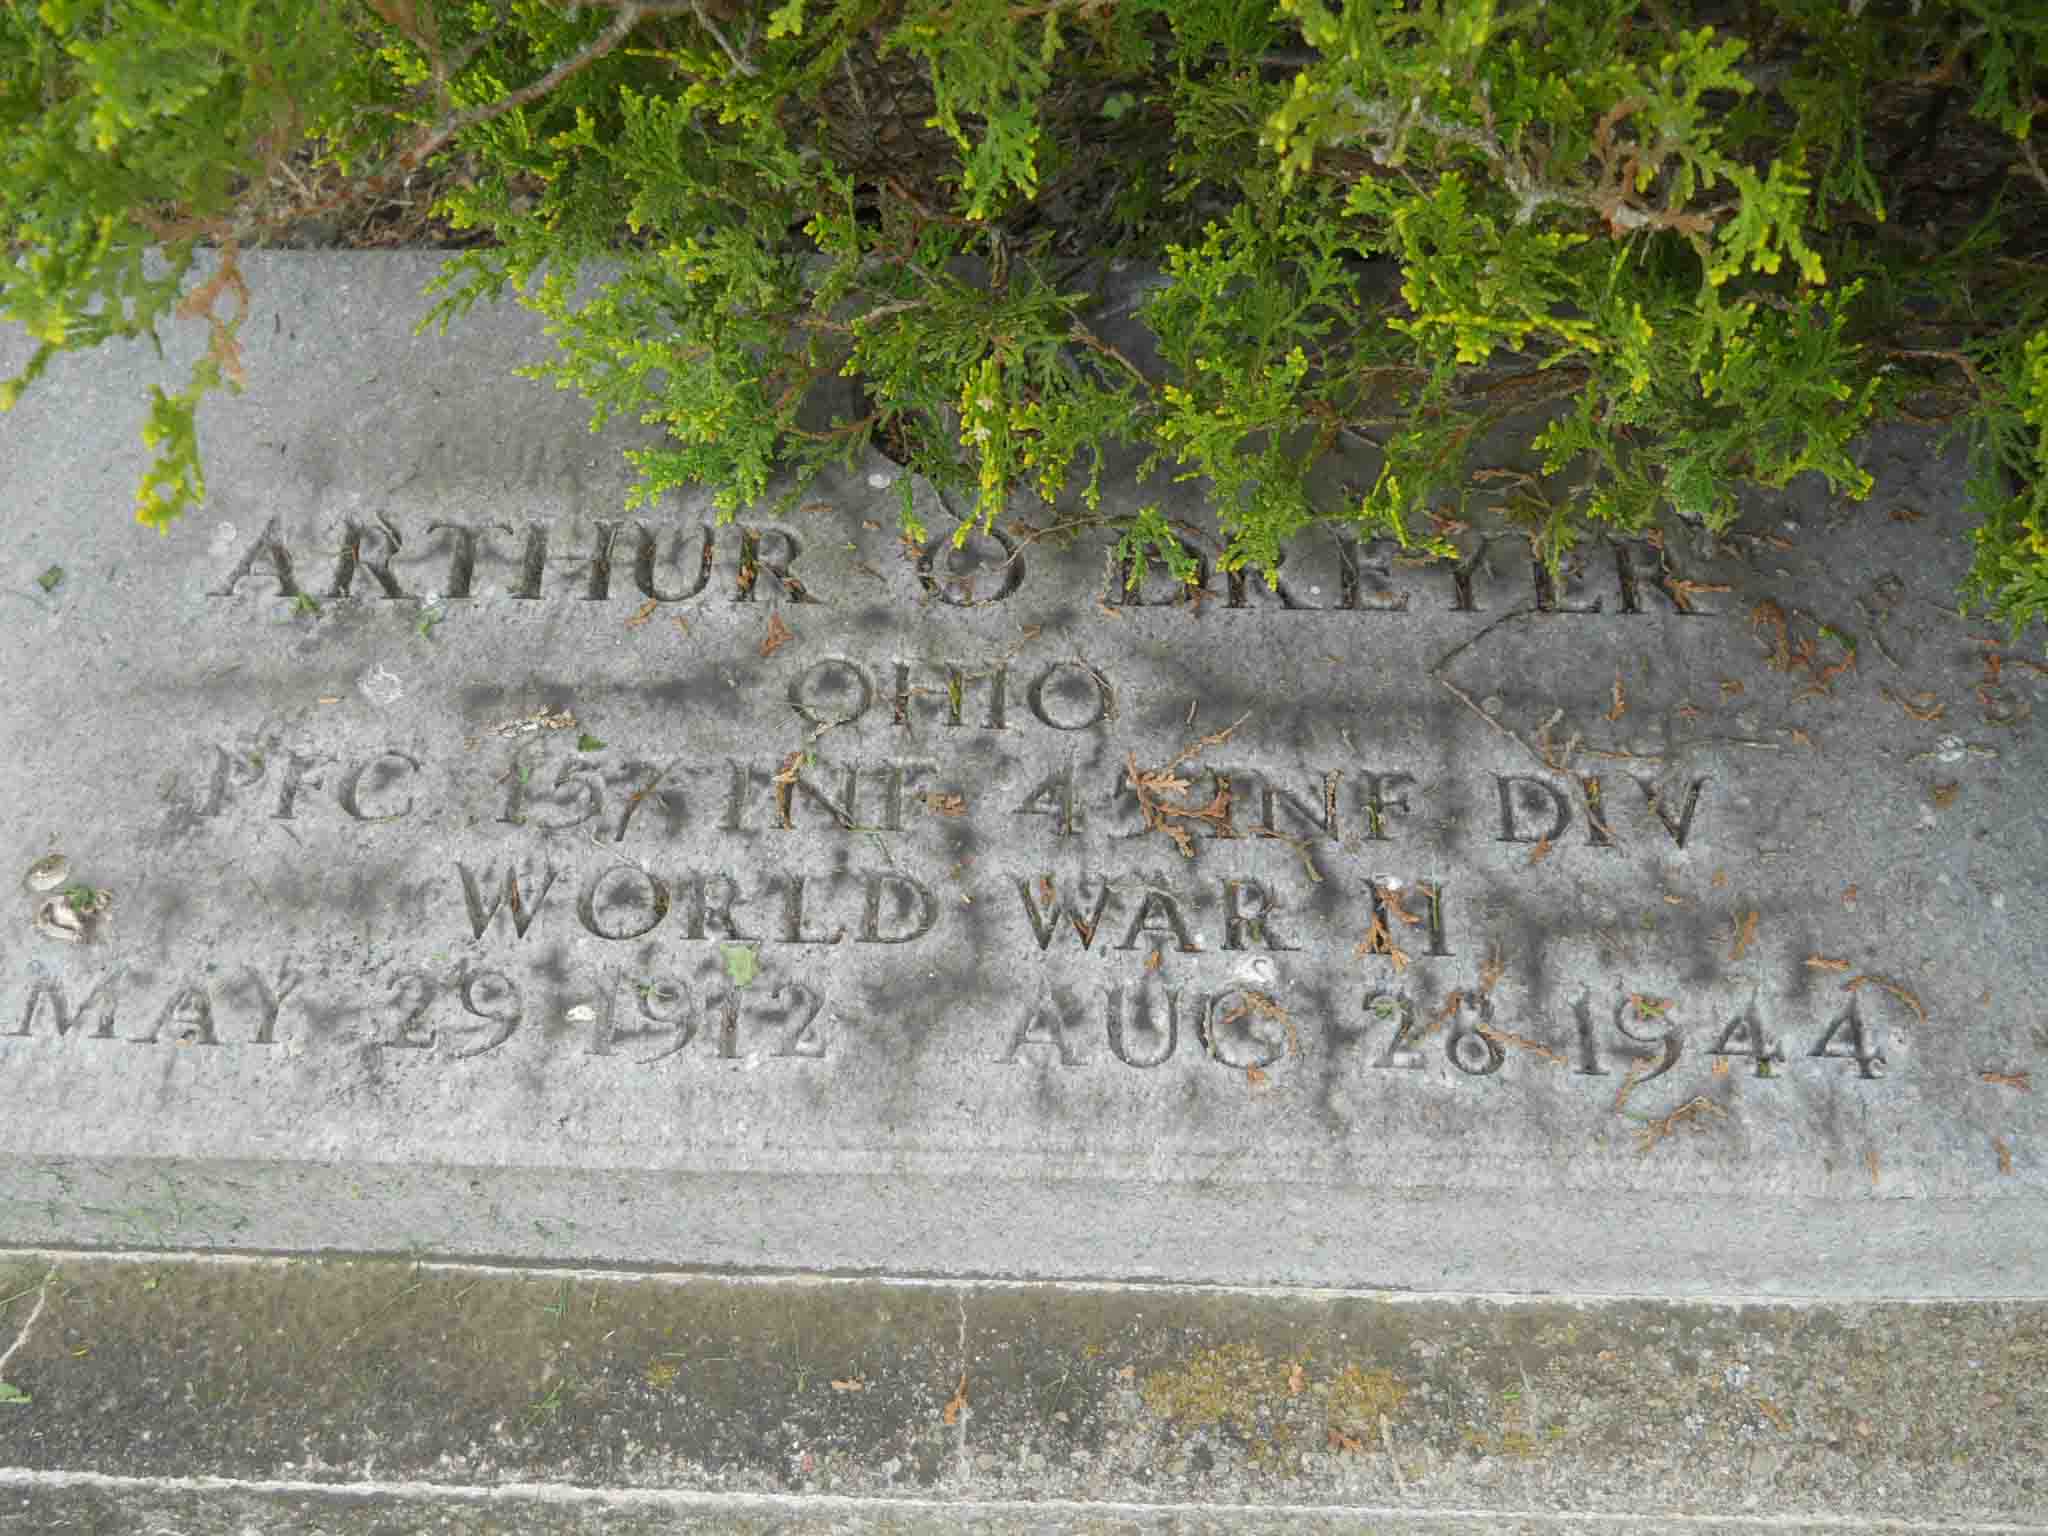 ARTHUR O DREYER
OHIO
PFC 157 INF 45 INF DIV
WORLD WAR II
MAY 29 1912 AUG 28 1944